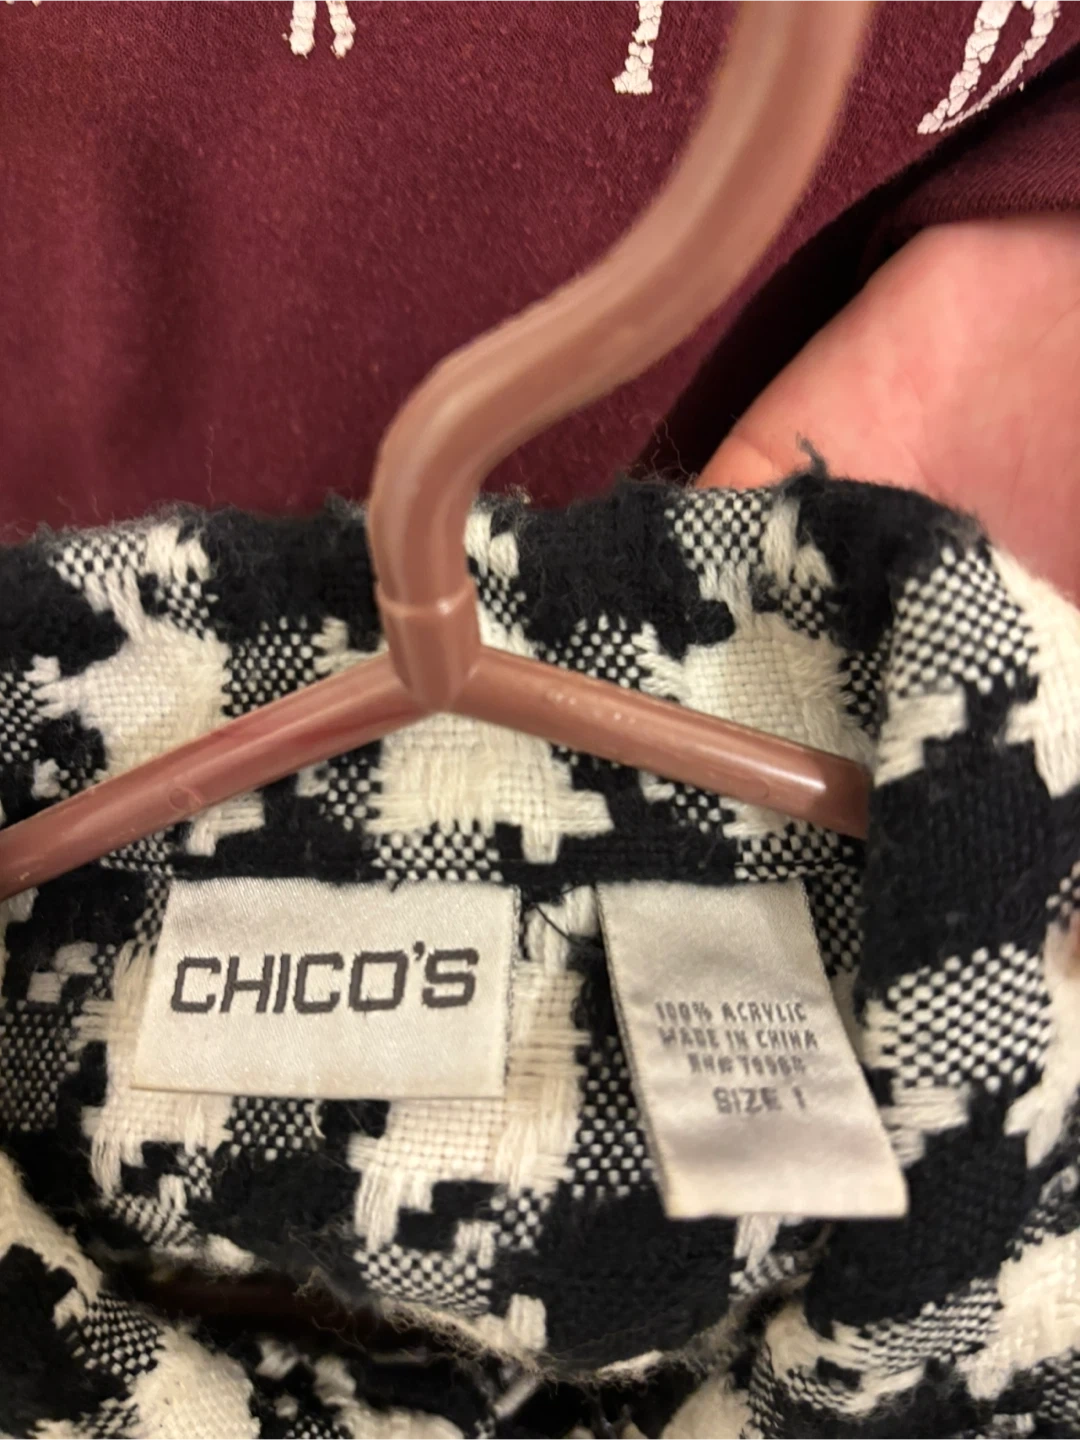 CHICO'S
100% ACRYLIC
MADE IN CHINA
SIZE 1